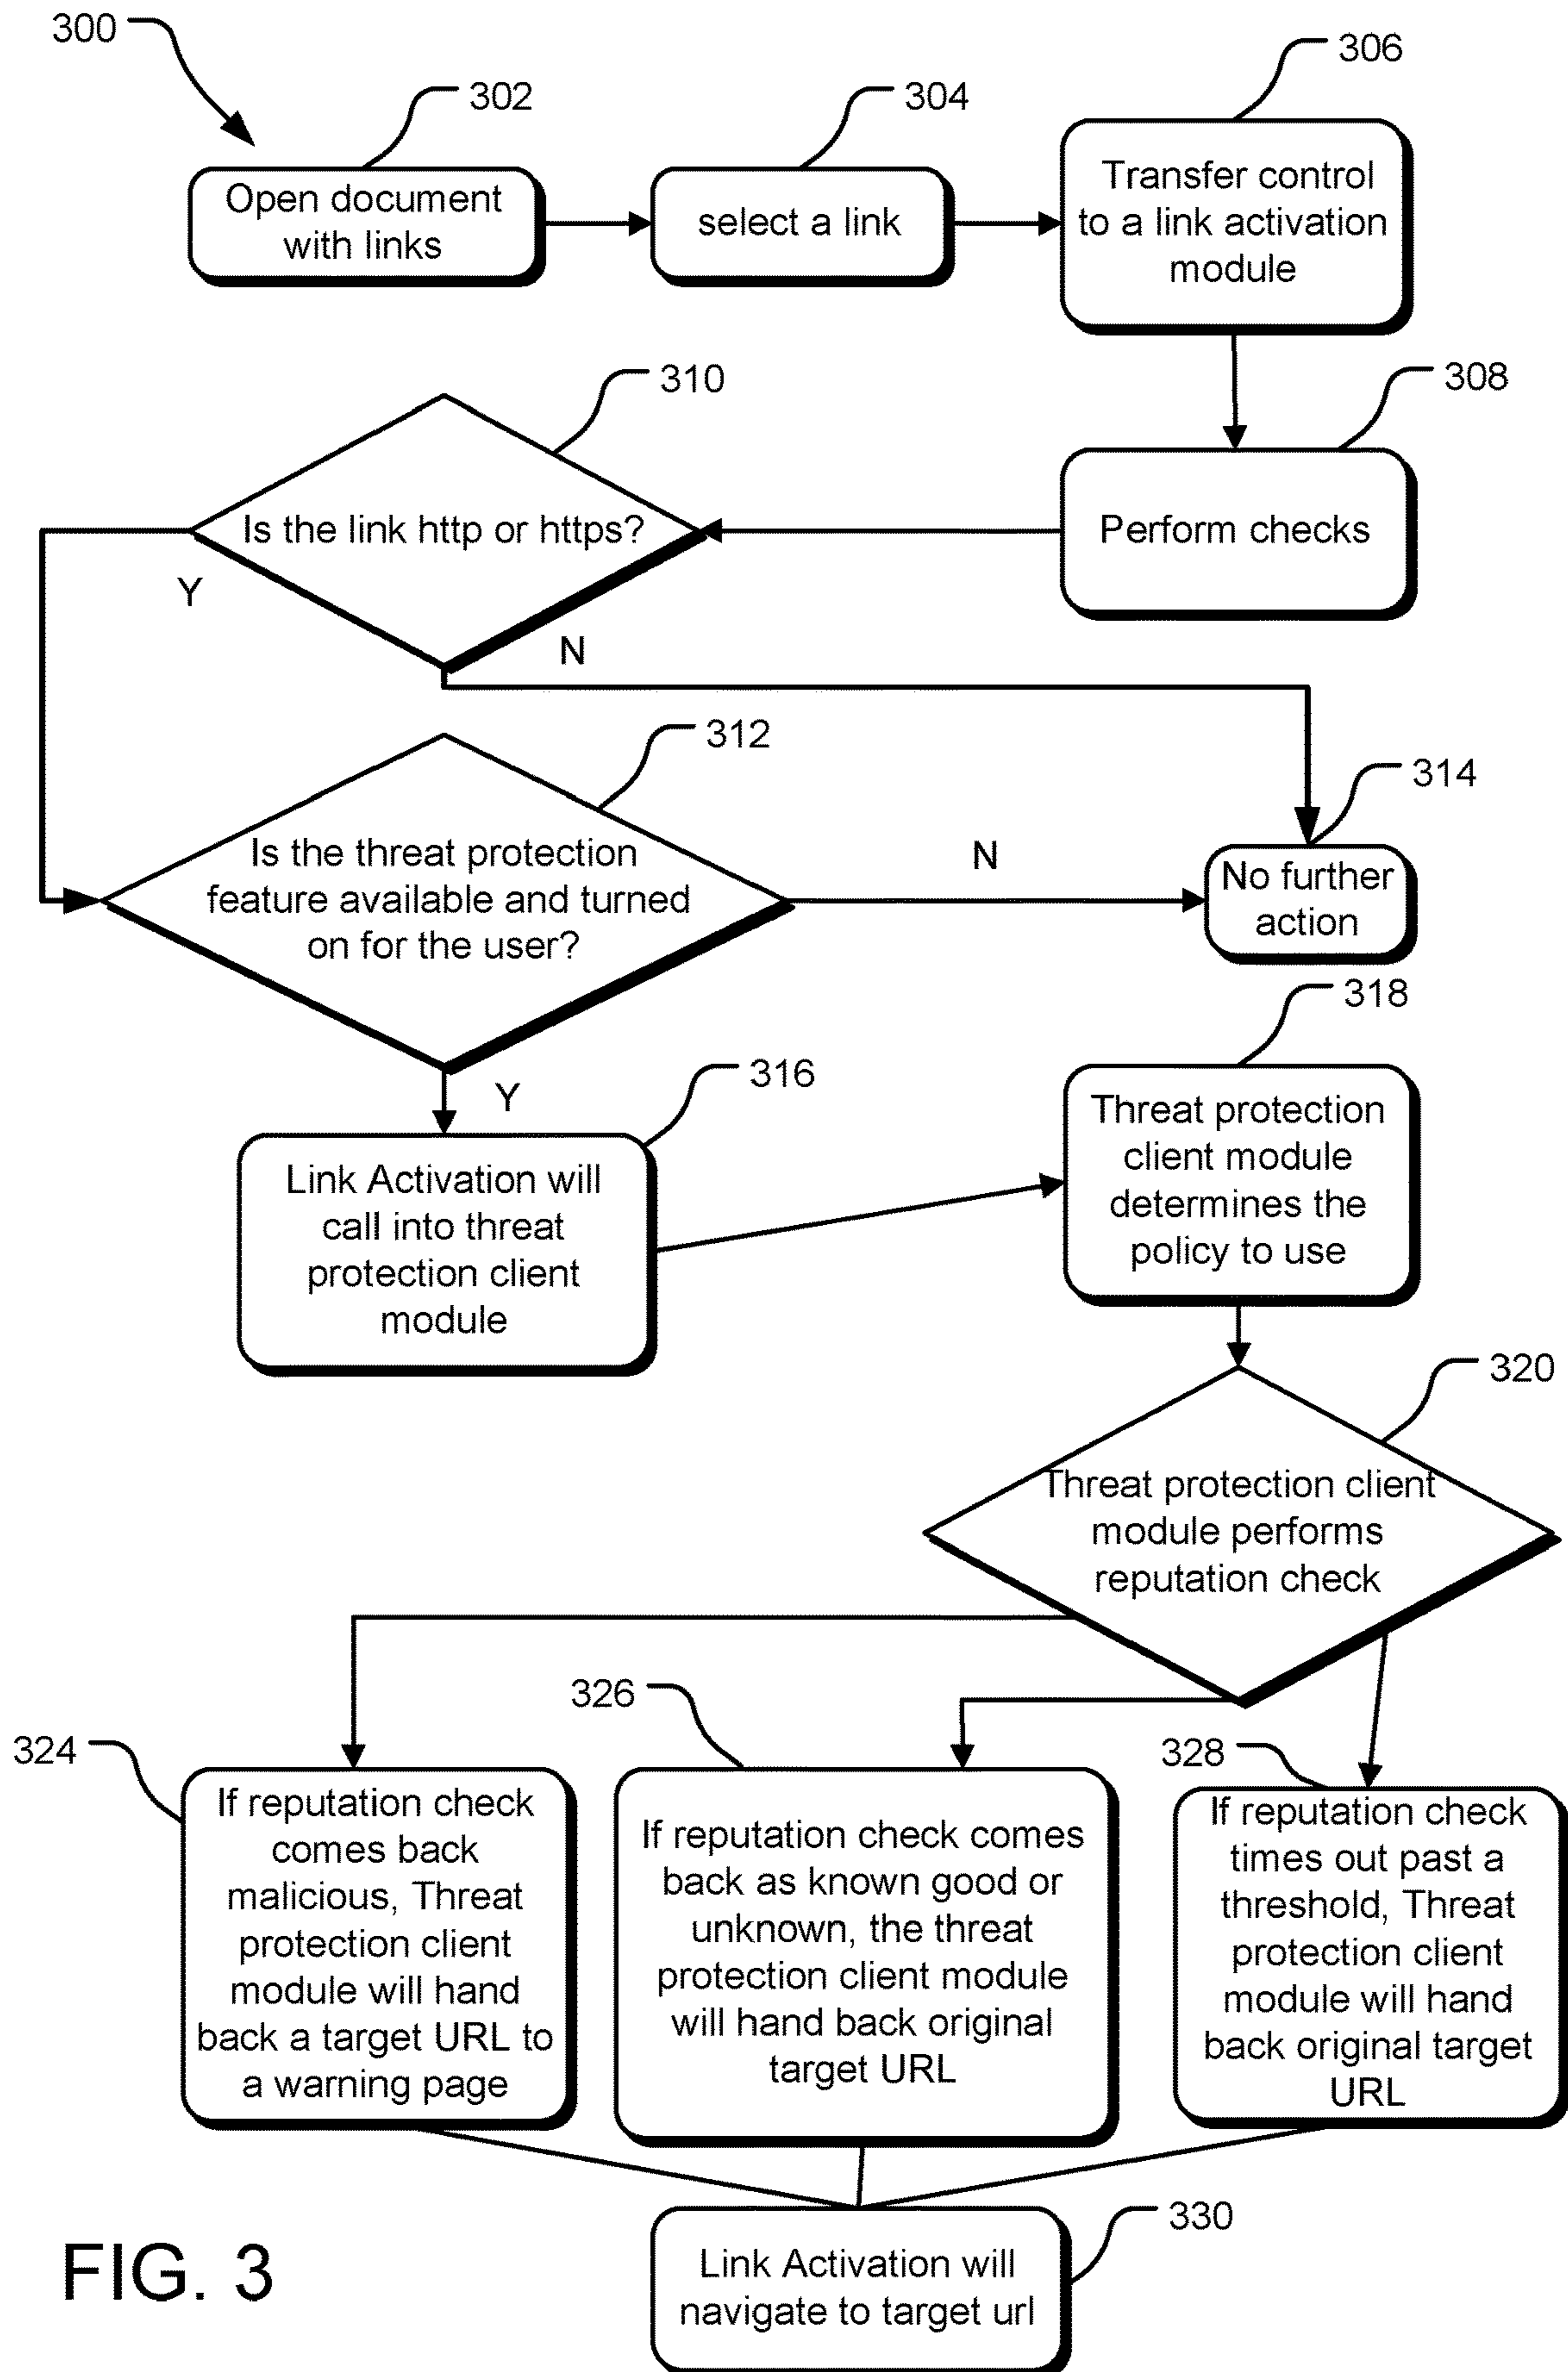 300
302
304
306
Open document
with links
select a link
Transfer control
to a link activation
module
310
308
Is the link http or https?
Perform checks
Y
N
312
314
Is the threat protection
feature available and turned
on for the user?
N
No further
action
Y
316
318
Link Activation will
call into threat
protection client
module
Threat protection
client module
determines the
policy to use
320
Threat protection client
module performs
reputation check
324
326
328
If reputation check
comes back
malicious, Threat
protection client
module will hand
back a target URL to
a warning page
If reputation check comes
back as known good or
unknown, the threat
protection client module
will hand back original
target URL
If reputation check
times out past a
threshold, Threat
protection client
module will hand
back original target
URL
330
Link Activation will
navigate to target url
FIG. 3